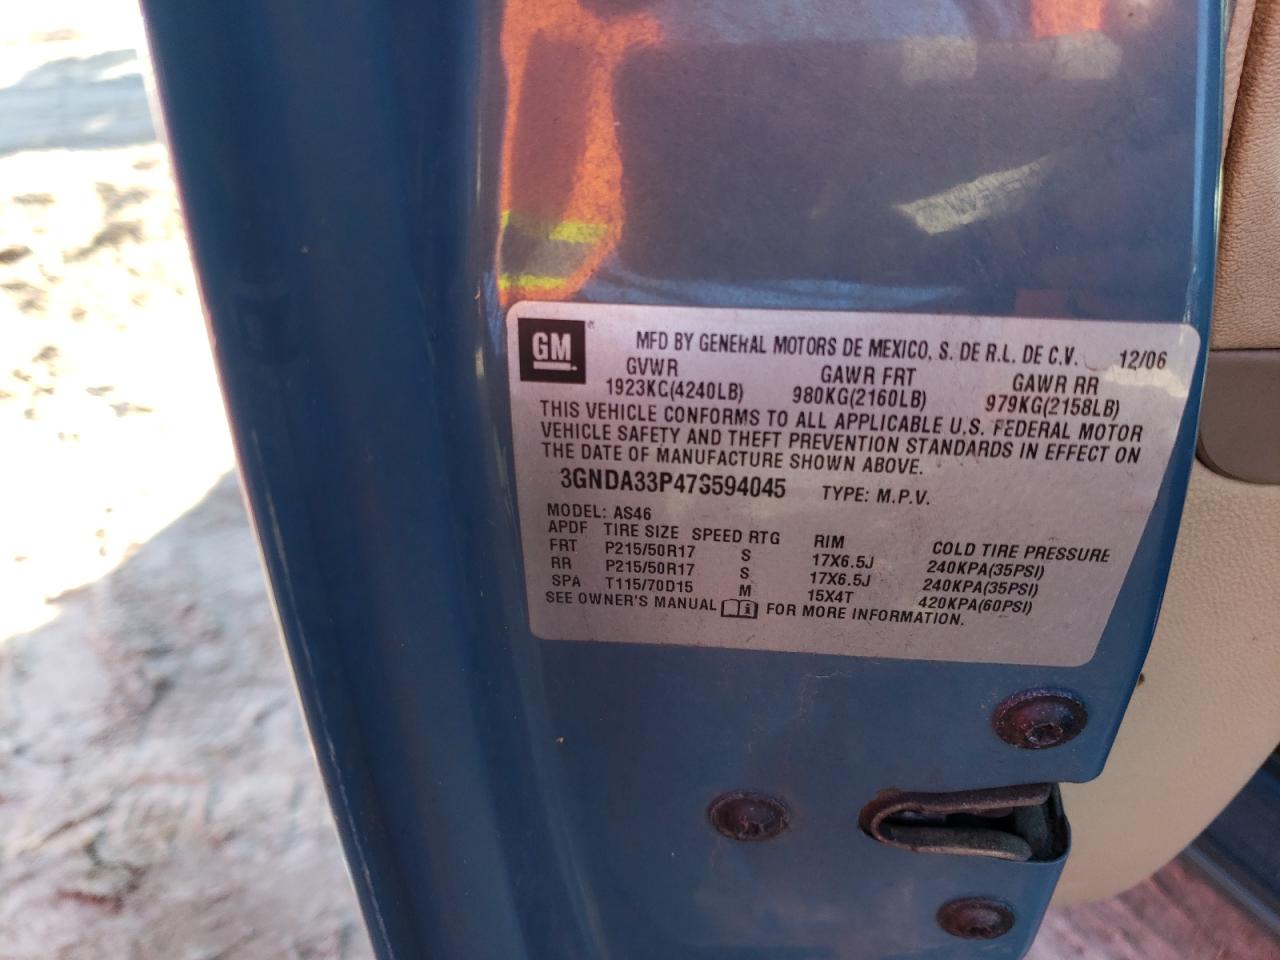 GM
MFD BY GENERAL MOTORS DE MEXICO, S. DE R.L. DE C.V. 12/06
GVWR GAWR FRT GAWR RR
1923KG(4240LB) 980KG(2160LB) 979KG(2158LB)
THIS VEHICLE CONFORMS TO ALL APPLICABLE U.S. FEDERAL MOTOR
VEHICLE SAFETY AND THEFT PREVENTION STANDARDS IN EFFECT ON
THE DATE OF MANUFACTURE SHOWN ABOVE.
3GNDA33P47S594045 TYPE: M.P.V.
MODEL: AS46
APDF TIRE SIZE SPEED RTG RIM COLD TIRE PRESSURE
FRT P215/50R17 S 17X6.5J 240KPA(35PSI)
RR P215/50R17 S 17X6.5J 240KPA(35PSI)
SPA T115/70D15 M 15X4T 420KPA(60PSI)
SEE OWNER'S MANUAL FOR MORE INFORMATION.